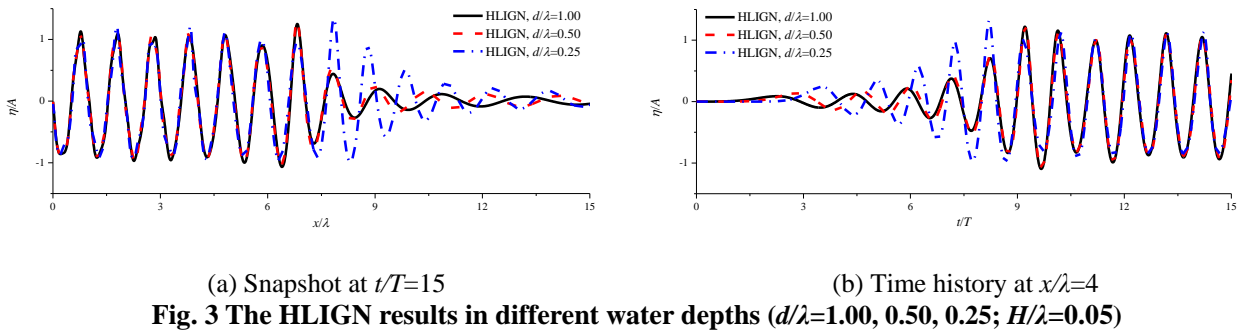 HLIGN, d/λ=1.00
HLIGN, d/λ=0.50
HLIGN, d/λ=0.25
1
0
-1
η/A
0 3 6 9 12 15
x/λ
(a) Snapshot at t/T=15
HLIGN, d/λ=1.00
HLIGN, d/λ=0.50
HLIGN, d/λ=0.25
1
0
-1
η/A
0 3 6 9 12 15
t/T
(b) Time history at x/λ=4
Fig. 3 The HLIGN results in different water depths (d/λ=1.00, 0.50, 0.25; H/λ=0.05)